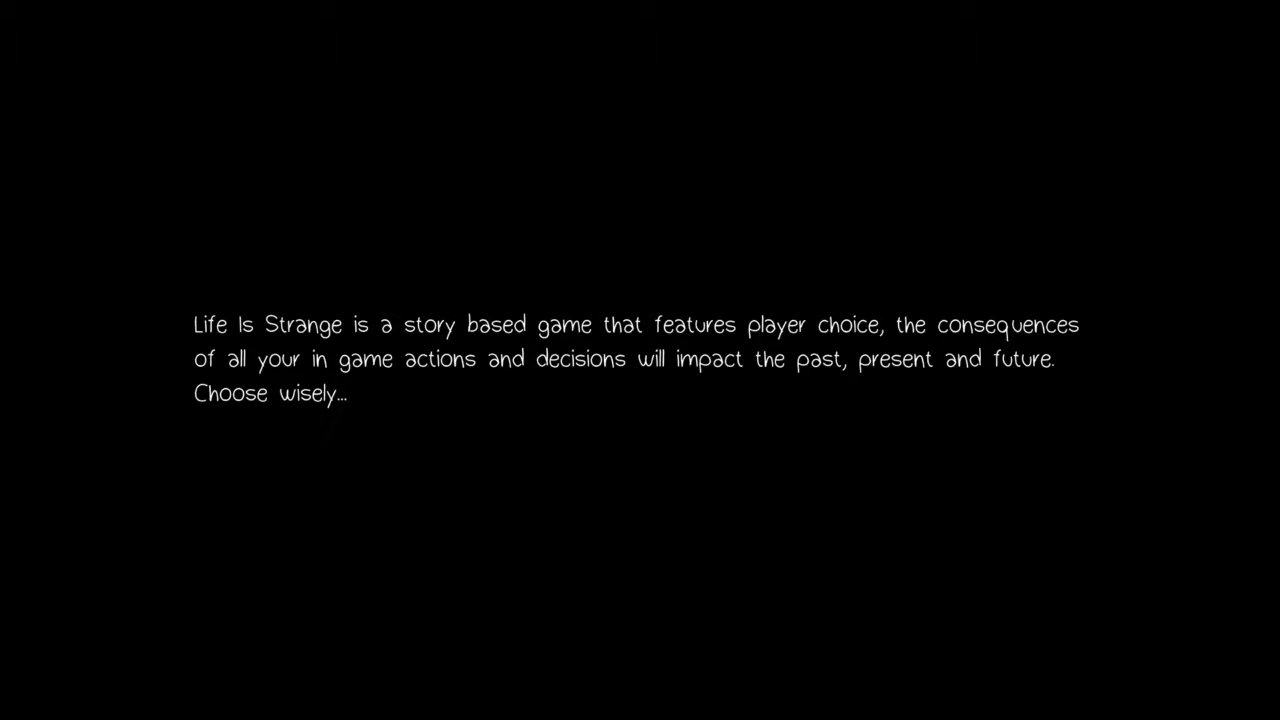 Life Is Strange is a story based game that features player choice, the consequences
of all your in game actions and decisions will impact the past, present and future.
Choose wisely...